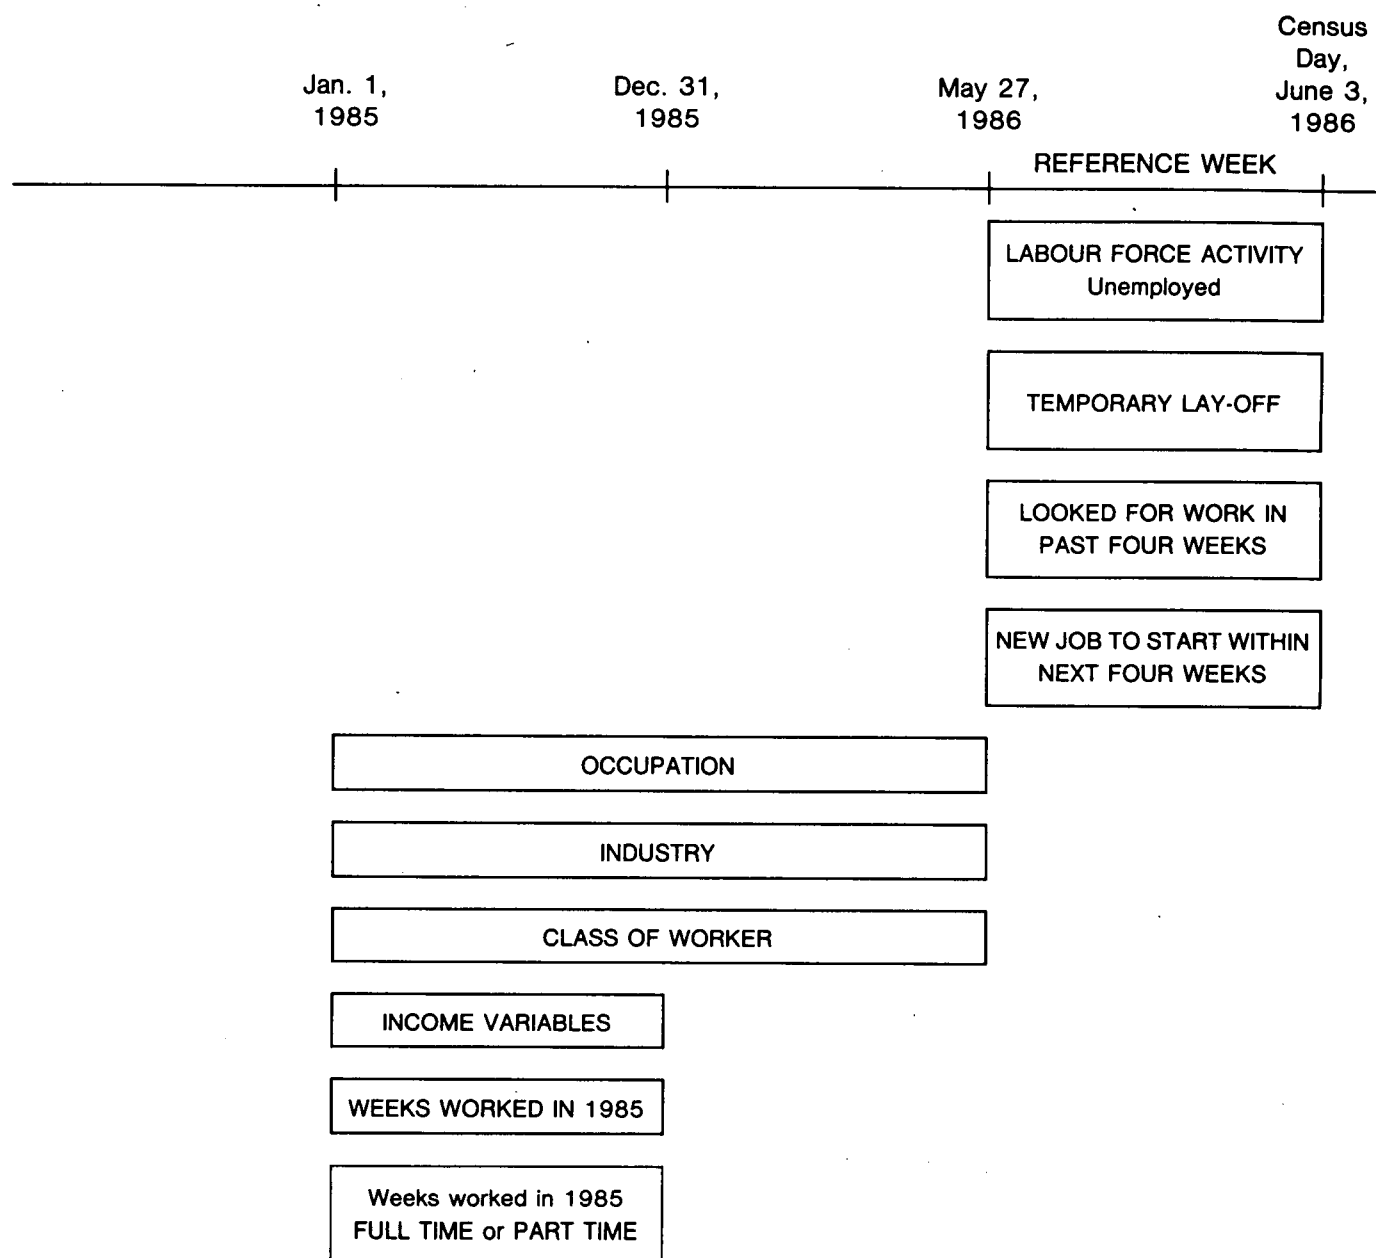 Jan. 1,
1985
Dec. 31,
1985
May 27,
1986
Census
Day,
June 3,
1986
REFERENCE WEEK
LABOUR FORCE ACTIVITY
Unemployed
TEMPORARY LAY-OFF
LOOKED FOR WORK IN
PAST FOUR WEEKS
NEW JOB TO START WITHIN
NEXT FOUR WEEKS
OCCUPATION
INDUSTRY
CLASS OF WORKER
INCOME VARIABLES
WEEKS WORKED IN 1985
Weeks worked in 1985
FULL TIME or PART TIME